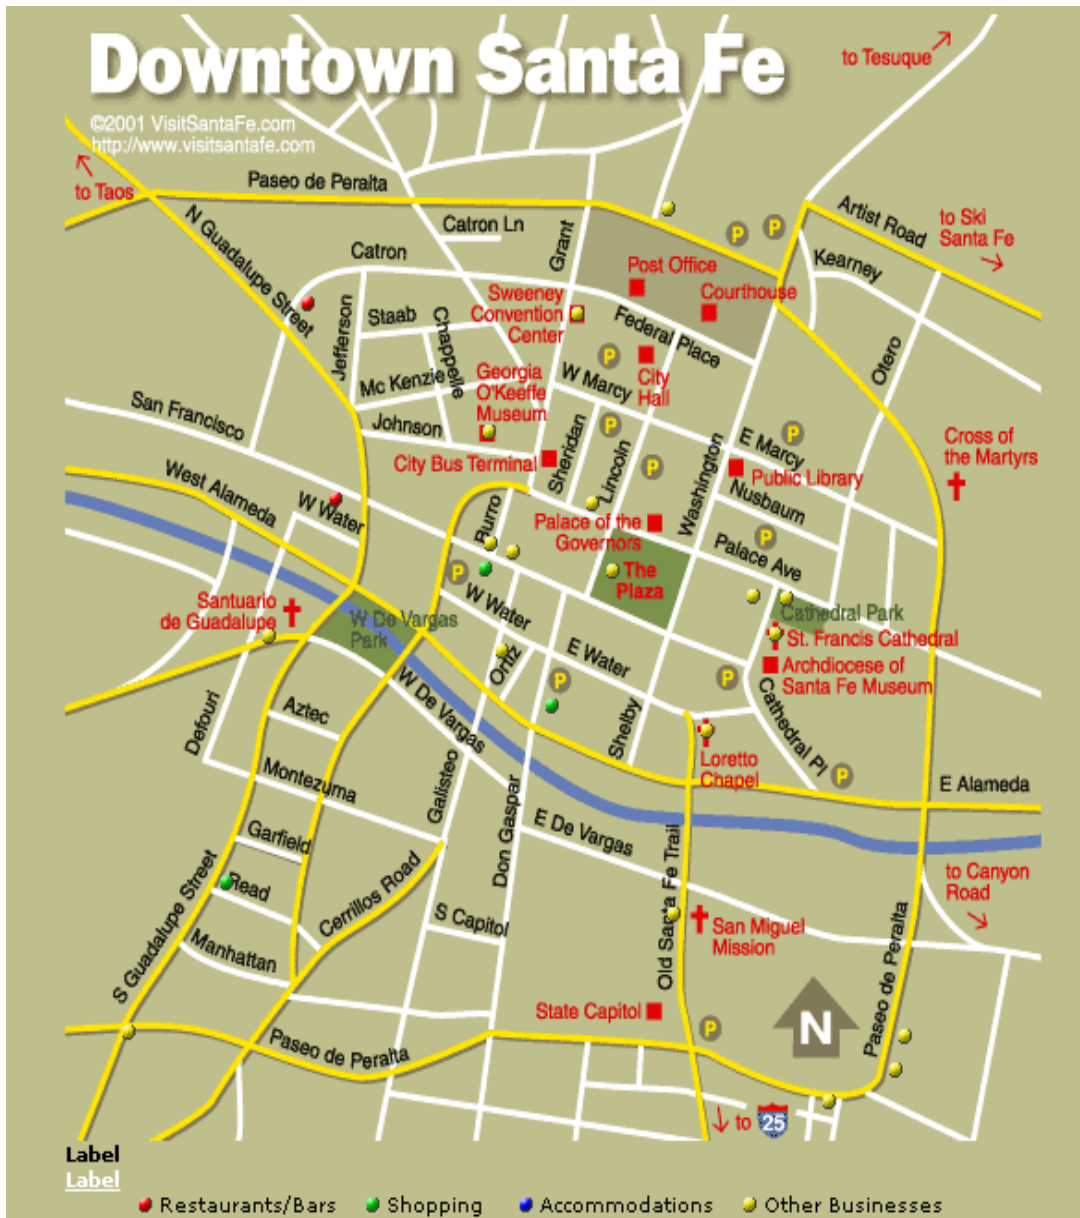 Downtown Santa Fe
to Tesuque
©2001 VisitSantaFe.com
http://www.visitsantafe.com
to Taos
Paseo de Peralta
N Guadalupe Street
Catron Ln
Grant
Artist Road
to Ski
Santa Fe
Catron
Kearney
Post Office
Courthouse
Sweeney
Convention
Center
Federal Place
Jefferson
Staab
Chappelle
P
P
P
City
Hall
Otero
Mc Kenzie
Georgia
O'Keeffe
Museum
W Marcy
San Francisco
Johnson
Sheridan
P
Lincoln
P
Washington
E Marcy
P
Cross of
the Martyrs
City Bus Terminal
Public Library
Nusbaum
West Alameda
W Water
Burro
Palace of the
Governors
P
Palace Ave
P
The
Plaza
W Water
Santuario
de Guadalupe
W De Vargas
Park
Cathedral Park
St. Francis Cathedral
Ortiz
E Water
P
P
Archdiocese of
Santa Fe Museum
Defouri
Aztec
W De Vargas
Shelby
Cathedral Pl
Loretto
Chapel
P
E Alameda
Montezuma
Galisteo
Don Gaspar
E De Vargas
Garfield
Old Santa Fe Trail
to Canyon
Road
S Guadalupe Street
Read
Cerrillos Road
S Capitol
San Miguel
Mission
Manhattan
Paseo de Peralta
State Capitol
P
N
Paseo de Peralta
to 25
Label
Label
Restaurants/Bars Shopping Accommodations Other Businesses